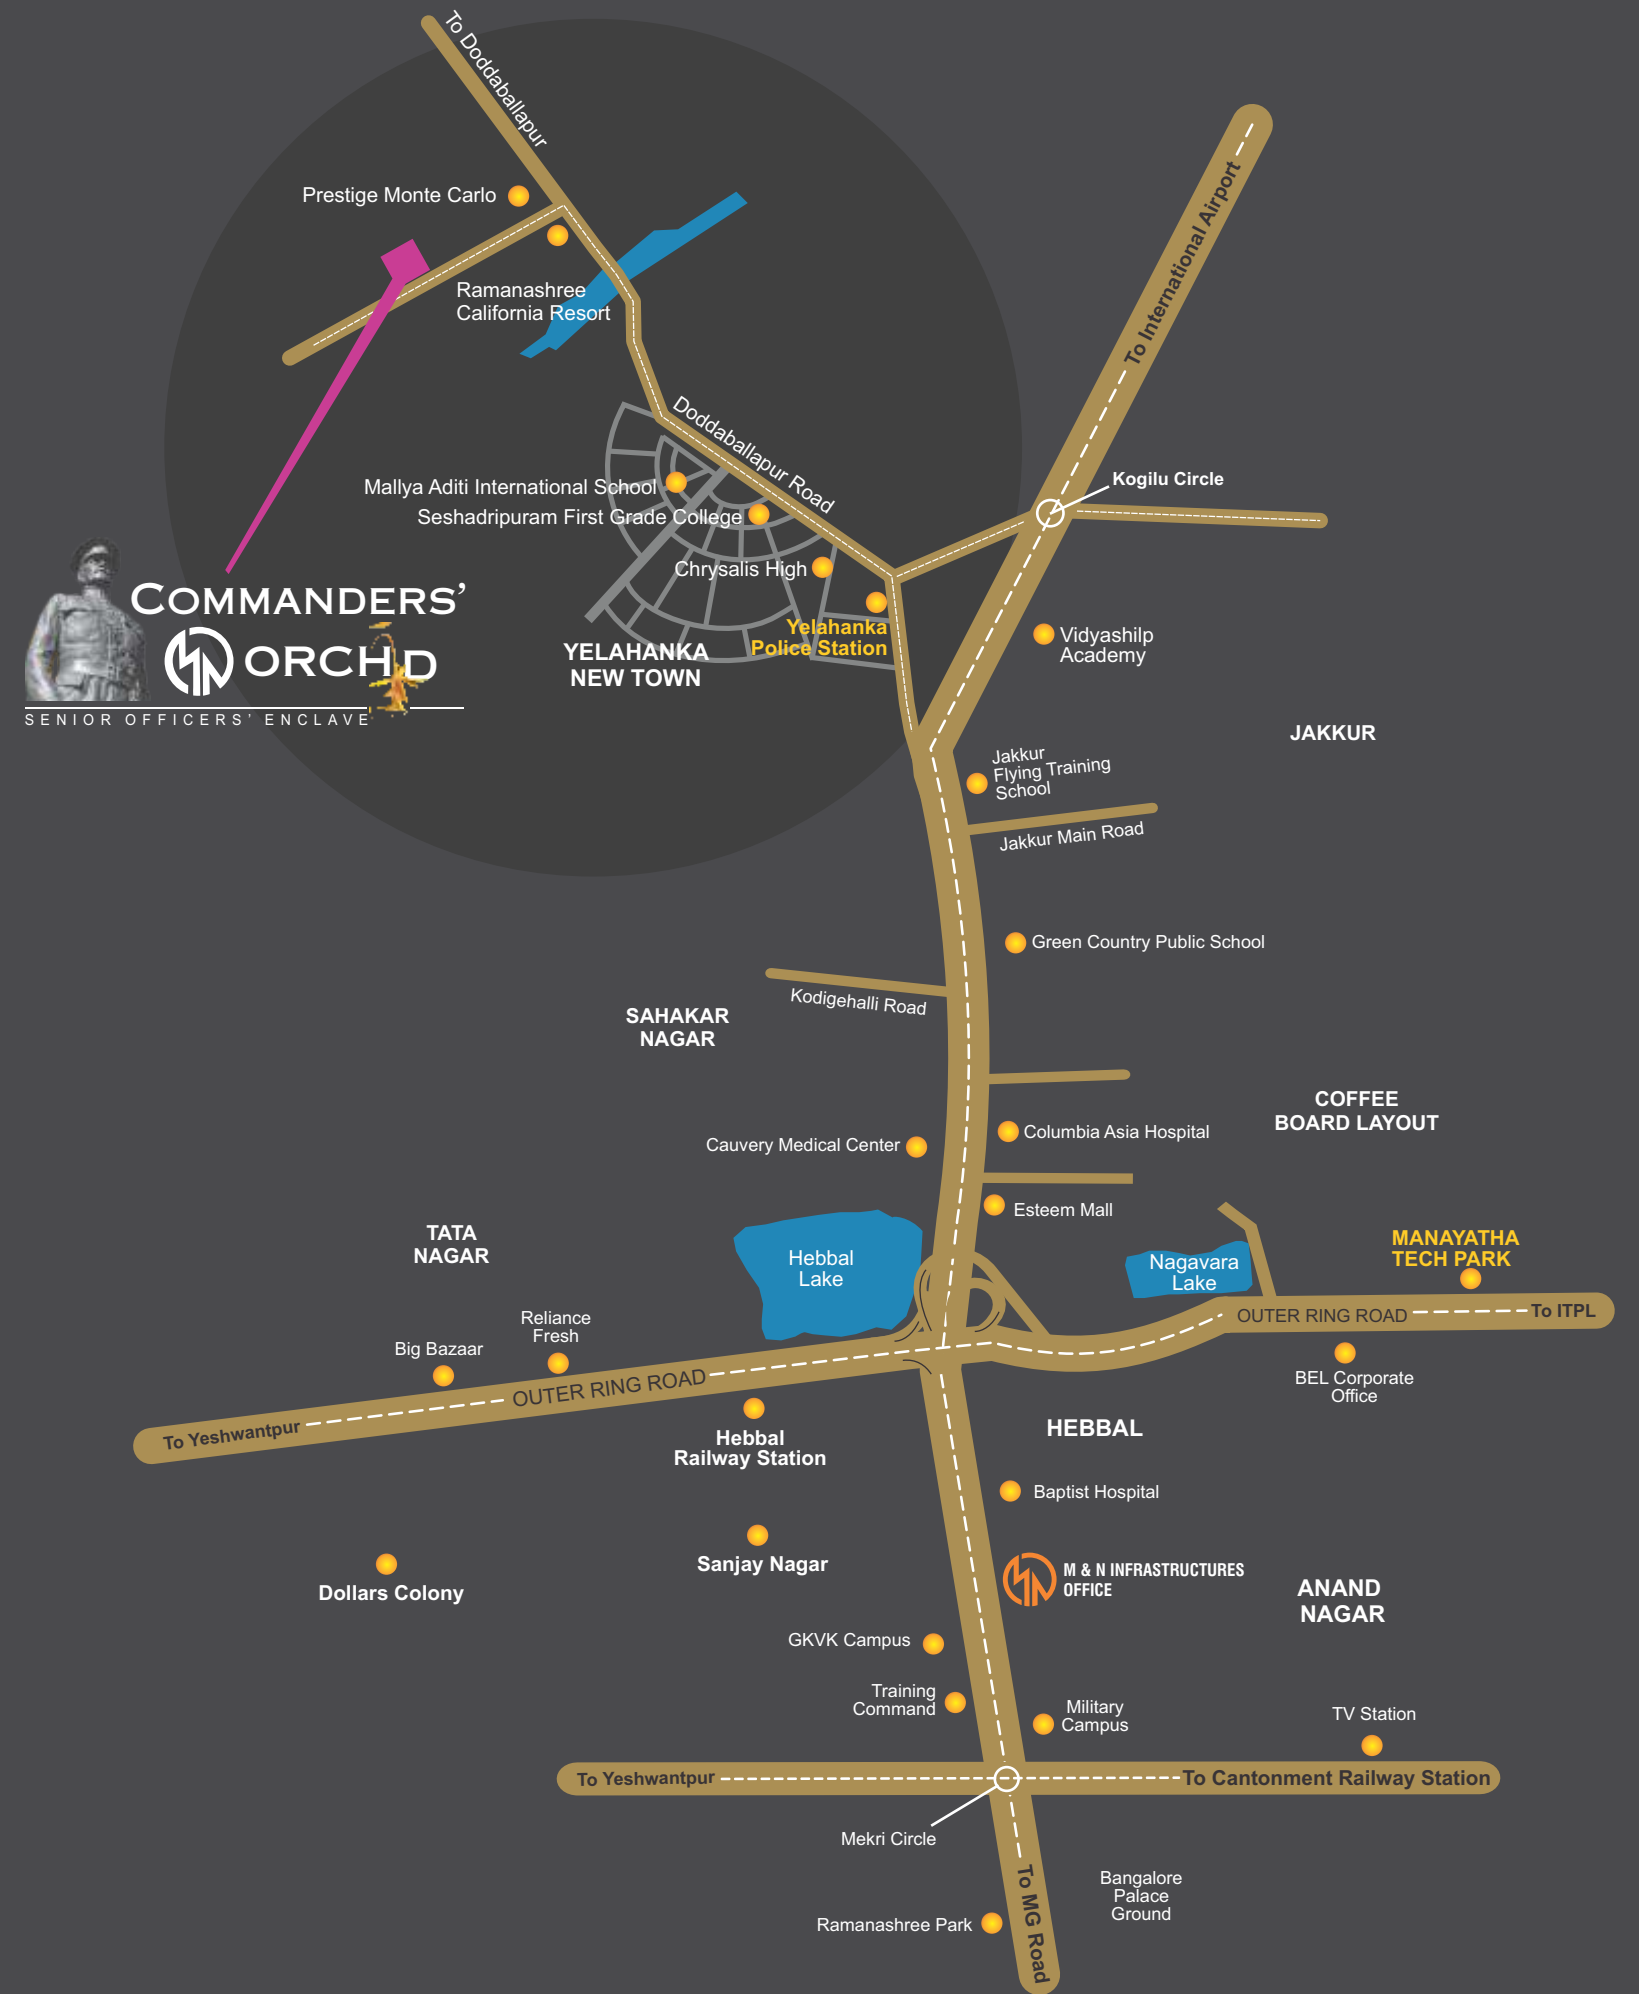 To Doddaballapur
Prestige Monte Carlo
Ramanashree
California Resort
To International Airport
Doddaballapur Road
Kogilu Circle
Mallya Aditi International School
Seshadripuram First Grade College
Chrysalis High
Yelahanka
Police Station
YELAHANKA
NEW TOWN
COMMANDERS'
ORCHID
SENIOR OFFICERS' ENCLAVE
Vidyashilp
Academy
JAKKUR
Jakkur
Flying Training
School
Jakkur Main Road
Green Country Public School
Kodigehalli Road
SAHAKAR
NAGAR
COFFEE
BOARD LAYOUT
Columbia Asia Hospital
Cauvery Medical Center
Esteem Mall
TATA
NAGAR
Hebbal
Lake
Nagavara
Lake
MANAYATHA
TECH PARK
OUTER RING ROAD
To ITPL
Reliance
Fresh
Big Bazaar
OUTER RING ROAD
To Yeshwantpur
BEL Corporate
Office
Hebbal
Railway Station
HEBBAL
Baptist Hospital
Sanjay Nagar
Dollars Colony
M & N INFRASTRUCTURES
OFFICE
ANAND
NAGAR
GKVK Campus
Training
Command
Military
Campus
TV Station
To Yeshwantpur
To Cantonment Railway Station
Mekri Circle
To MG Road
Bangalore
Palace
Ground
Ramanashree Park